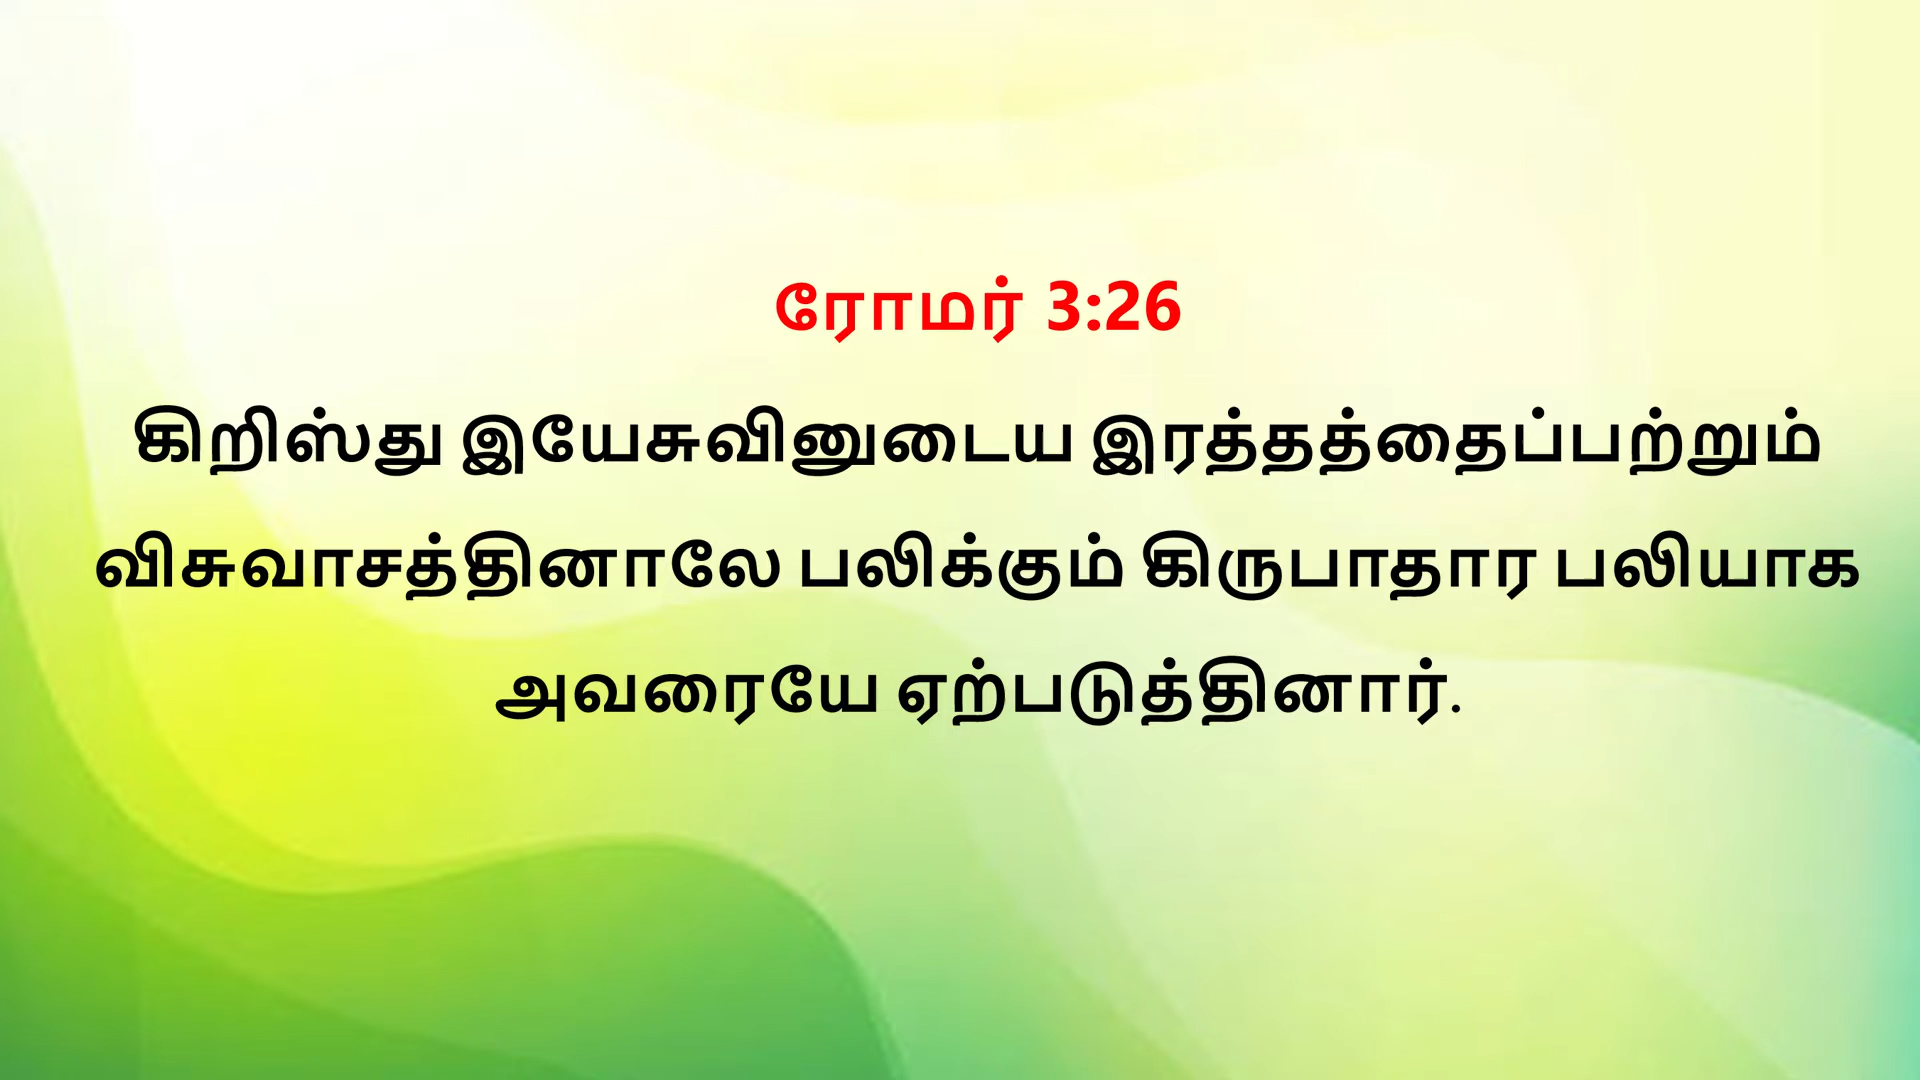 ரோமர் 3:26
கிறிஸ்து இயேசுவினுடைய இரத்தத்தைப்பற்றும்
விசுவாசத்தினாலே பலிக்கும் கிருபாதார பலியாக
அவரையே ஏற்படுத்தினார்.